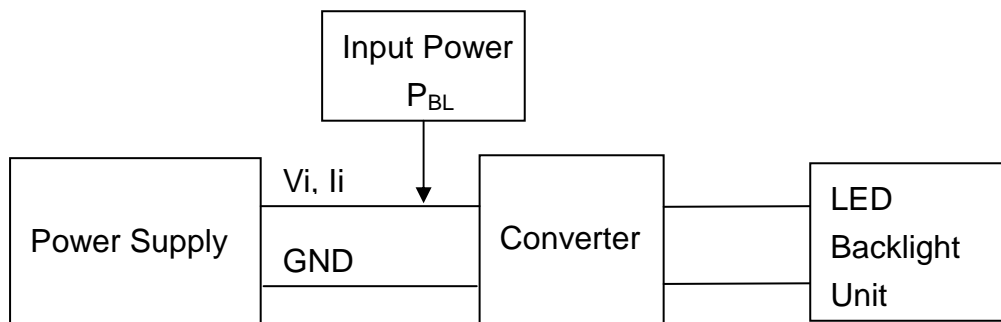 Input Power
PBL
Vi, Ii
Power Supply
GND
Converter
LED
Backlight
Unit